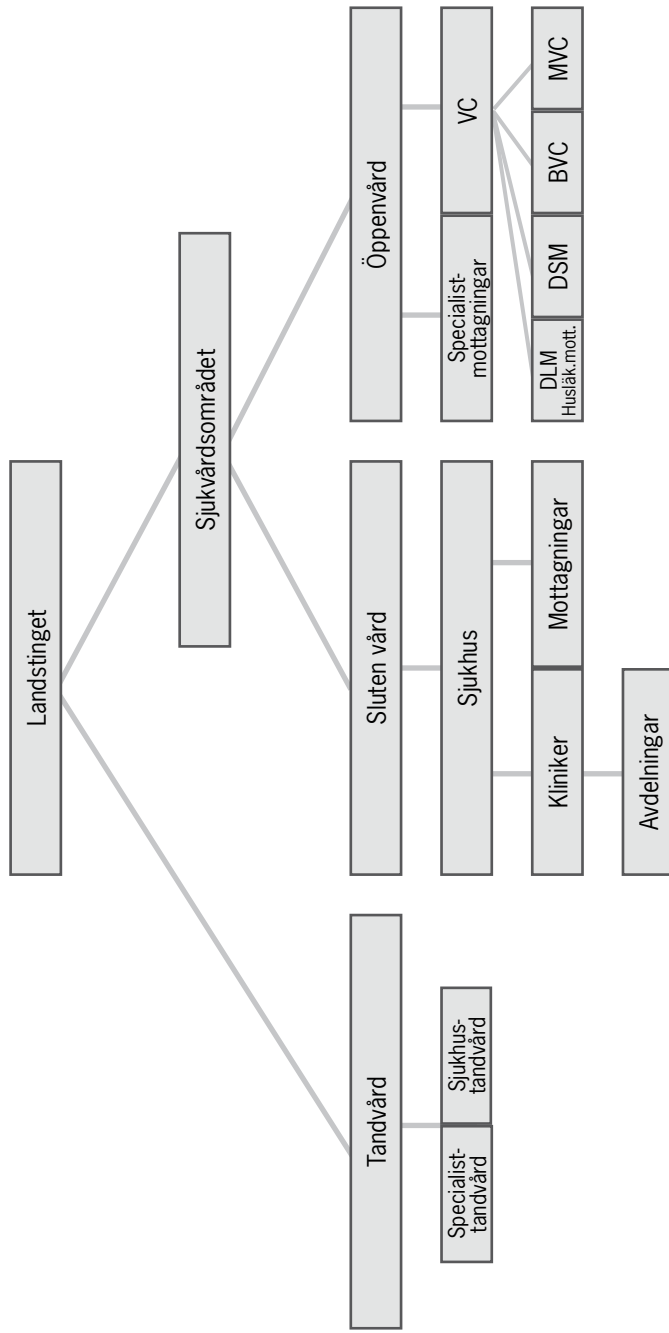 Landstinget
Sjukvårdsområdet
Tandvård
Sluten vård
Öppenvård
Specialist-
tandvård
Sjukhus-
tandvård
Sjukhus
Specialist-
mottagningar
VC
Kliniker
Mottagningar
DLM
Husläk.mott.
DSM
BVC
MVC
Avdelningar